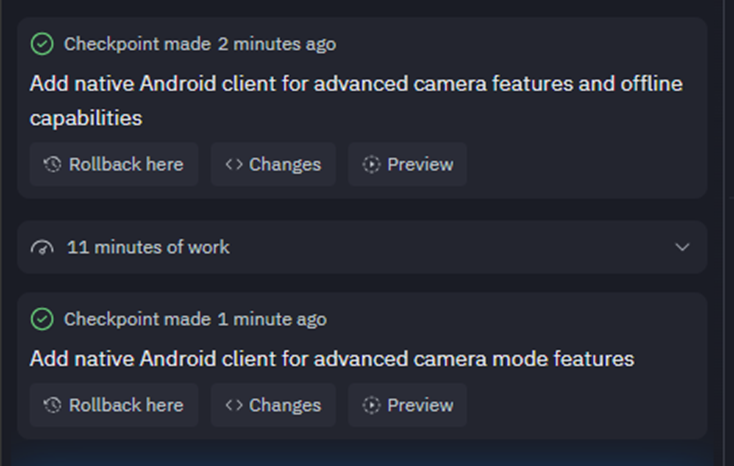 Checkpoint made 2 minutes ago
Add native Android client for advanced camera features and offline
capabilities
Rollback here
Changes
Preview
11 minutes of work
Checkpoint made 1 minute ago
Add native Android client for advanced camera mode features
Rollback here
Changes
Preview